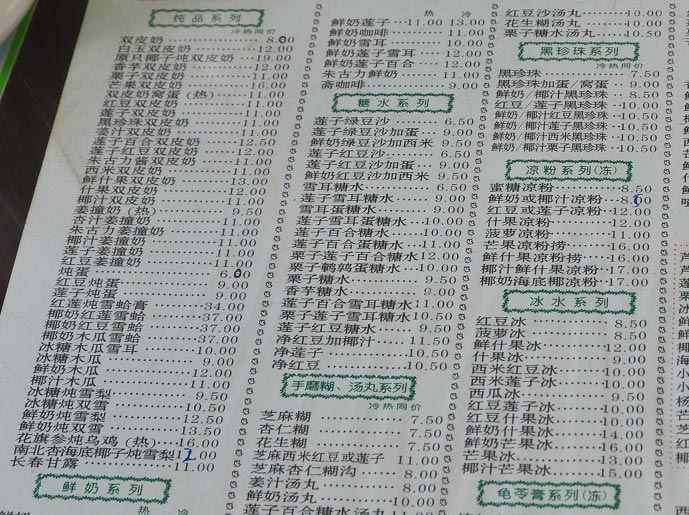 炖品系列
冷热同价
双皮奶 8.00
白玉双皮奶 12.00
原只椰子炖双皮奶 19.00
香芋双皮奶 12.00
栗子双皮奶 11.00
芒果双皮奶 16.00
双皮奶窝蛋(热) 11.00
红豆双皮奶 11.00
莲子双皮奶 11.00
黑珍珠双皮奶 11.00
姜汁双皮奶 11.00
莲子百合双皮奶 12.50
莲子红豆双皮奶 12.00
朱古力酱双皮奶 11.00
西米双皮奶 11.00
鲜什果双皮奶 13.00
什果双皮奶 12.00
椰汁双皮奶 11.00
姜撞奶(热) 9.50
杏汁姜撞奶 11.00
朱古力姜撞奶 11.00
椰汁姜撞奶 11.00
莲子姜撞奶 11.00
红豆姜撞奶 11.00
炖蛋 6.00
红豆炖蛋 9.00
莲子炖蛋 9.00
红莲炖雪蛤膏 34.00
椰奶红莲雪蛤 37.00
椰奶红豆雪蛤 37.00
椰奶木瓜雪蛤 37.00
冰糖木瓜雪耳 10.00
冰糖木瓜 9.00
鲜奶木瓜 12.00
椰汁木瓜 11.00
冰糖炖雪梨 9.50
冰糖炖双雪 10.50
鲜奶炖雪梨 12.50
鲜奶炖双雪 13.50
花旗参炖乌鸡(热) 16.00
南北杏海底椰子炖雪梨 12.00
长春甘露 11.00
鲜奶系列
热 冷
热 冷
鲜奶莲子 11.00 13.00
鲜奶咖啡 11.00
鲜奶雪耳 10.00
鲜奶莲子雪耳 12.00
鲜奶莲子百合 12.00
朱古力鲜奶 11.00
斋咖啡 9.00
糖水系列
莲子绿豆沙 6.50
莲子绿豆沙加蛋 9.00
鲜奶绿豆沙加西米 9.50
莲子红豆沙 6.50
莲子红豆沙加蛋 9.00
鲜奶红豆沙加西米 9.50
雪耳糖水 6.50
雪耳蛋糖水 9.00
莲子雪耳糖水 9.00
莲子雪耳蛋糖水 10.00
莲子百合糖水 10.00
莲子百合蛋糖水 11.00
栗子莲子百合糖水 12.00
栗子鹌鹑蛋糖水 10.00
栗子糖水 9.50
香芋糖水 9.50
莲子百合雪耳糖水 11.00
栗子莲子雪耳糖水 10.50
莲子红豆糖水 9.50
净红豆加椰汁 11.50
净莲子 10.50
净红豆 10.50
手磨糊、汤丸系列
冷热同价
芝麻糊 7.50
杏仁糊 7.50
花生糊 7.50
芝麻西米红豆或莲子 11.00
芝麻杏仁糊沟 8.00
姜汁汤丸 8.00
鲜奶汤丸 10.00
莲子百合糖水汤丸
红豆沙汤丸 10.00
花生糊汤丸 10.00
栗子糖水汤丸 10.50
黑珍珠系列
冷热同价
黑珍珠 7.50
黑珍珠加蛋/窝蛋 9.00
鲜奶/椰汁黑珍珠 8.50
红豆/莲子黑珍珠 10.50
鲜奶/椰汁红豆黑珍珠 10.50
鲜奶/椰汁莲子黑珍珠 10.50
鲜奶/椰汁西米黑珍珠 10.50
鲜奶/椰汁栗子黑珍珠 10.50
凉粉系列(冻)
蜜糖凉粉 8.50
鲜奶或椰汁凉粉
红豆或莲子凉粉 12.00
什果凉粉 12.00
菠萝凉粉 11.00
芒果凉粉捞 16.00
鲜什果凉粉捞 16.00
椰汁鲜什果凉粉 17.00
椰奶海底椰凉粉 17.00
冰水系列
红豆冰 8.50
菠萝冰 8.50
鲜什果冰 12.00
什果冰 9.00
西米红豆冰 10.00
西米莲子冰 10.00
西瓜冰 9.50
红豆莲子冰 10.00
红豆什果冰 10.00
鲜奶什果冰 14.00
鲜奶芒果冰 16.00
芒果冰 13.00
椰汁芒果冰 15.00
龟苓膏系列(冻)